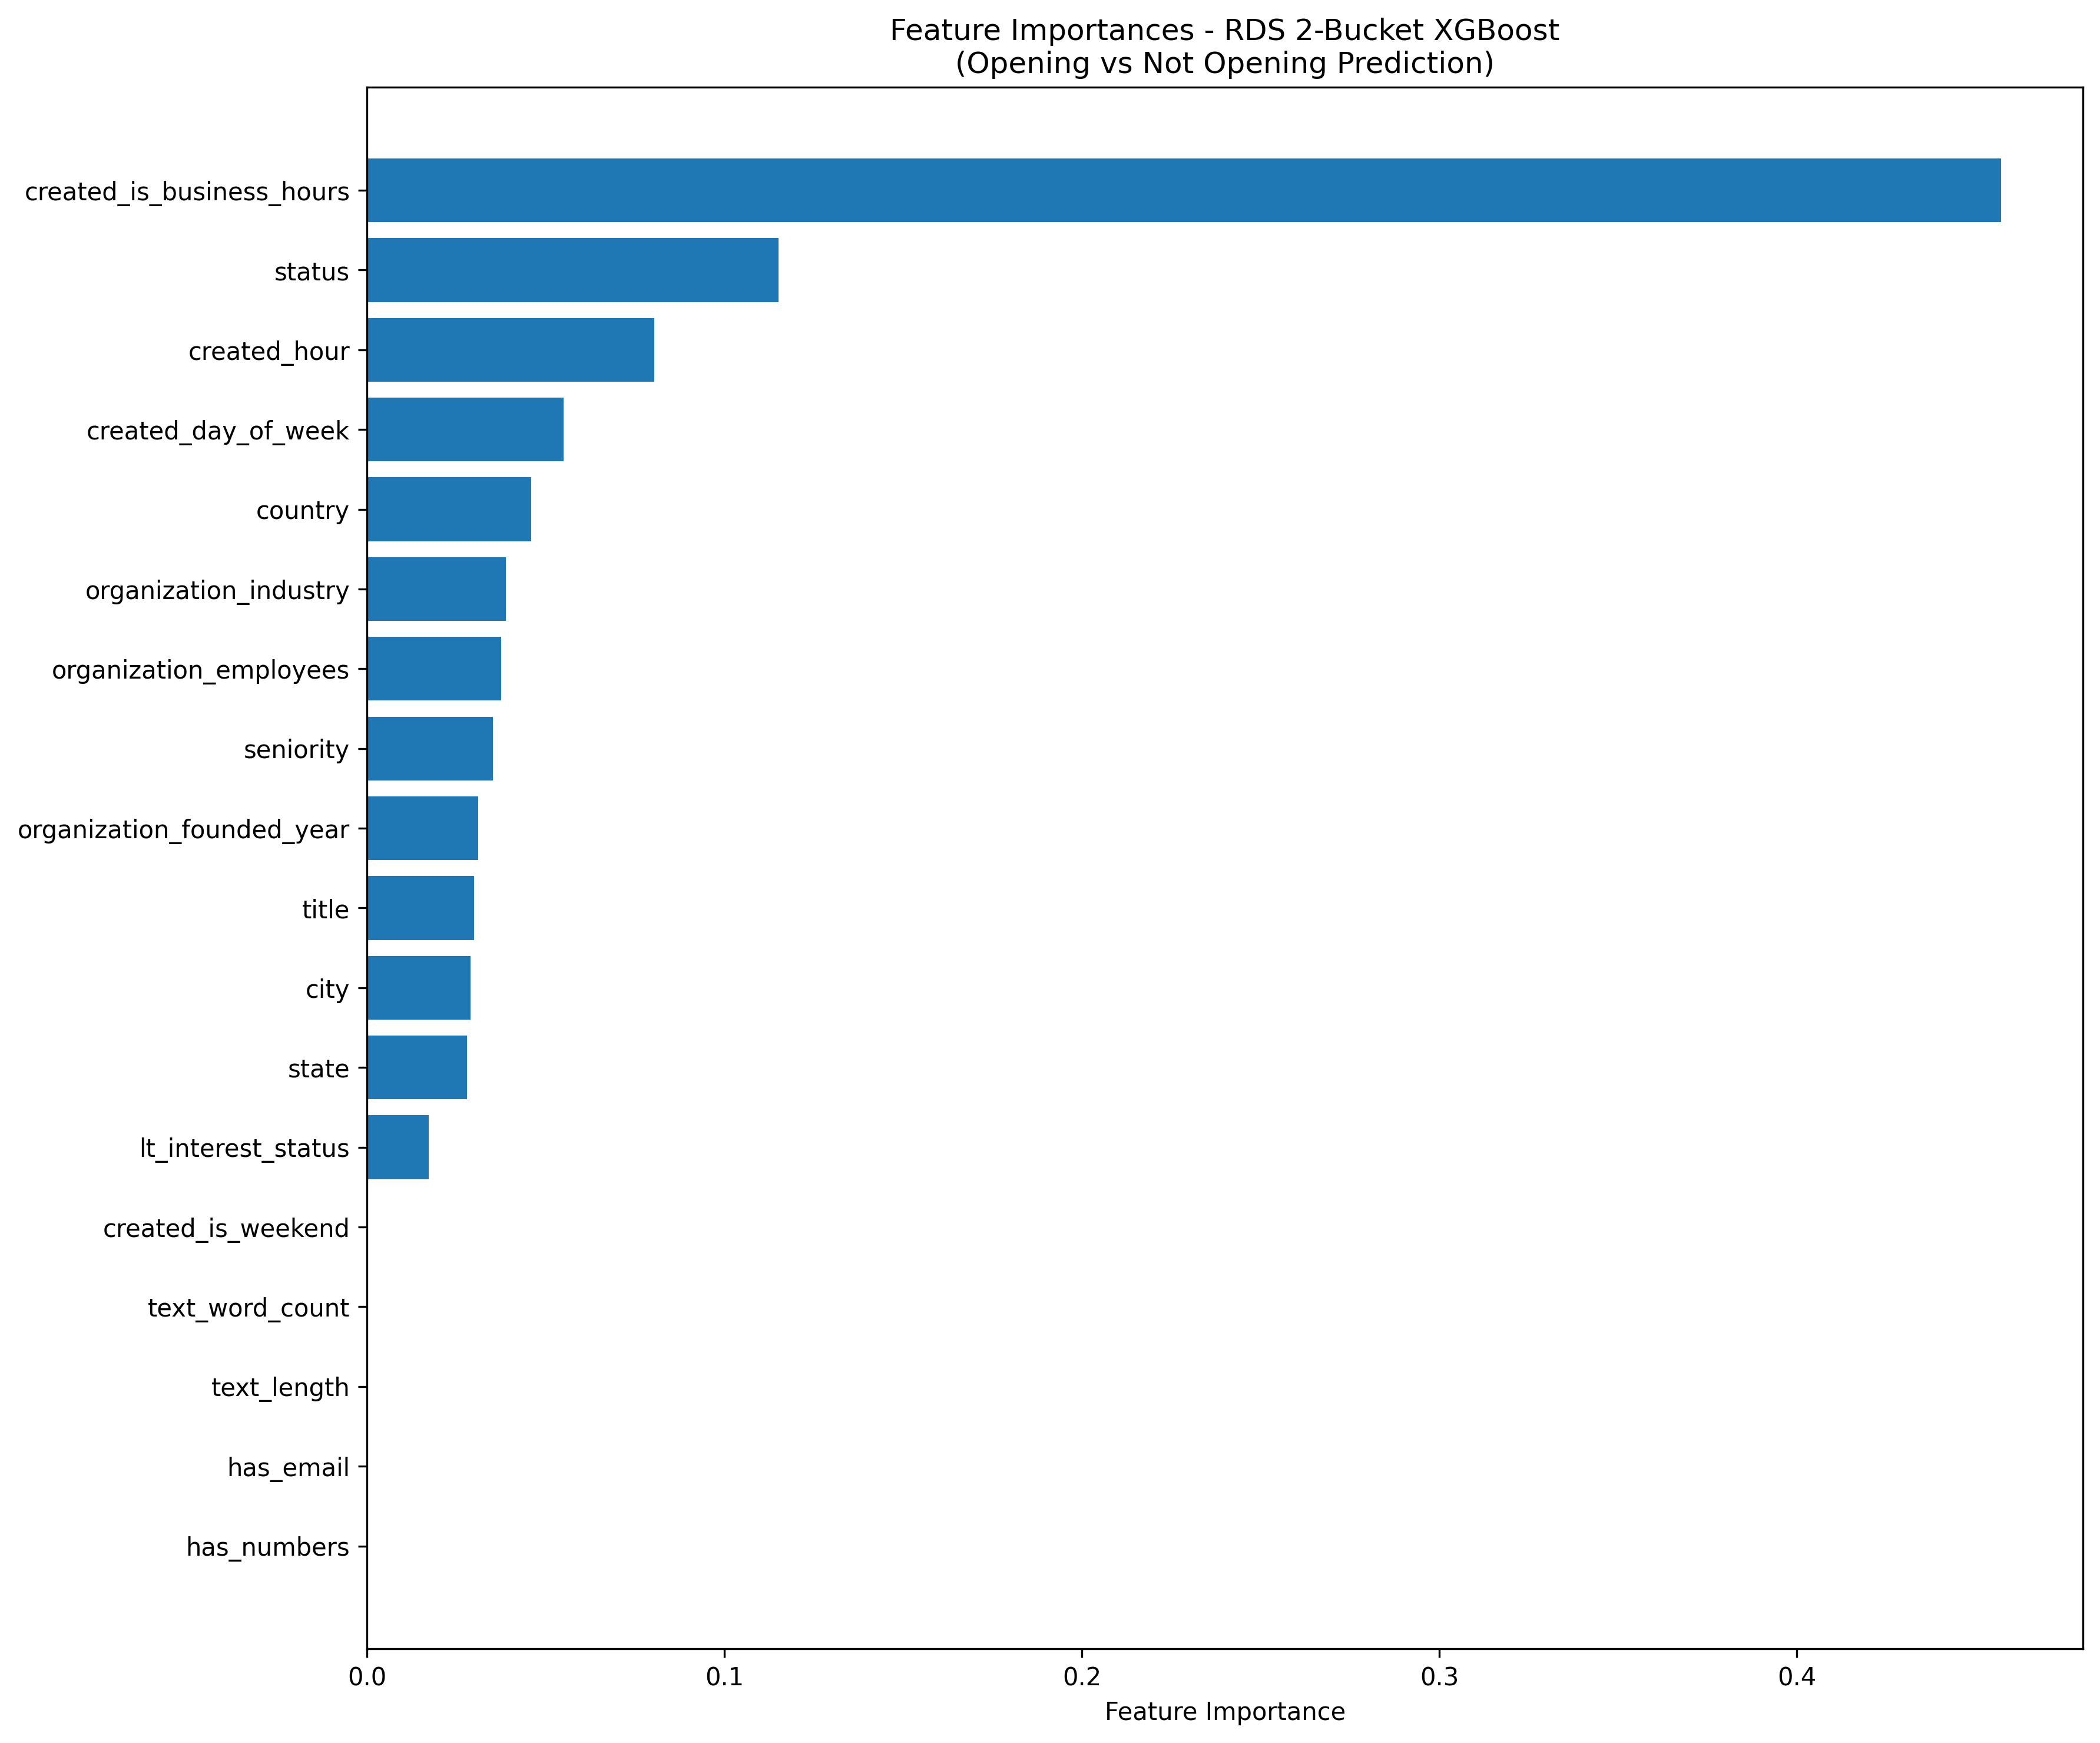 Feature Importances - RDS 2-Bucket XGBoost
(Opening vs Not Opening Prediction)
created_is_business_hours
status
created_hour
created_day_of_week
country
organization_industry
organization_employees
seniority
organization_founded_year
title
city
state
lt_interest_status
created_is_weekend
text_word_count
text_length
has_email
has_numbers
0.0 0.1 0.2 0.3 0.4
Feature Importance